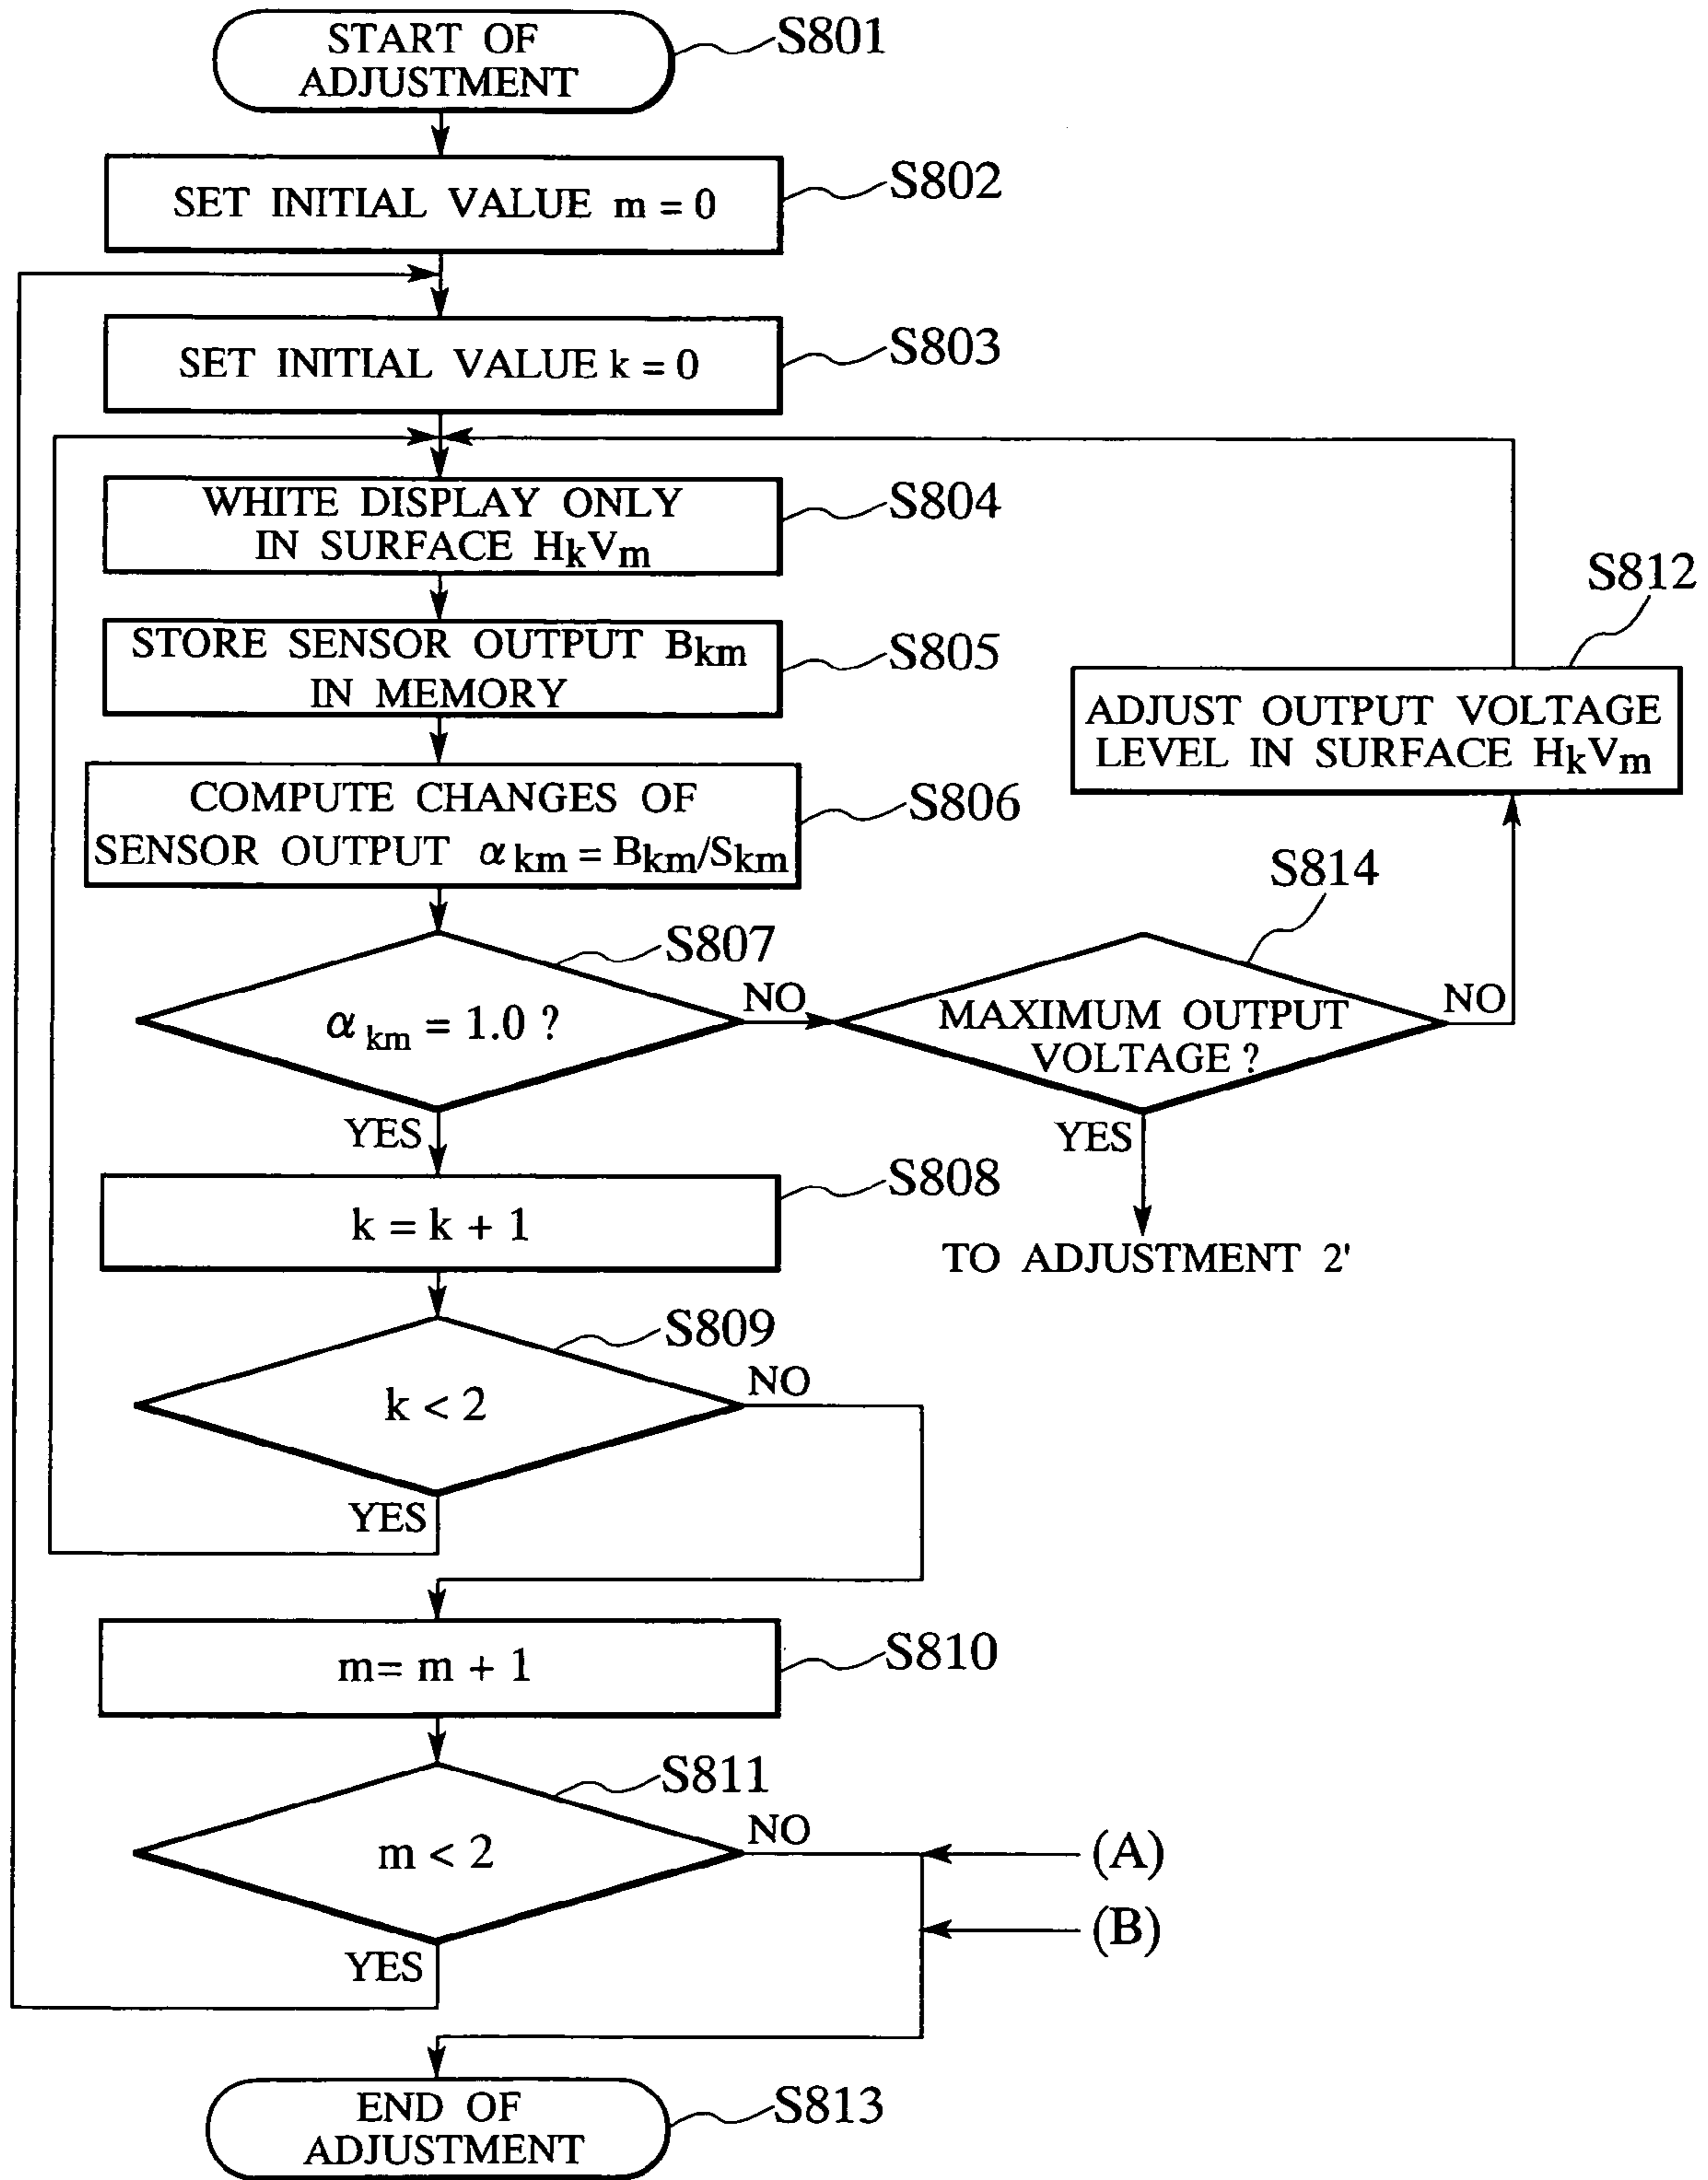 START OF
ADJUSTMENT
S801
SET INITIAL VALUE m = 0
S802
SET INITIAL VALUE k = 0
S803
WHITE DISPLAY ONLY
IN SURFACE HkVm
S804
STORE SENSOR OUTPUT Bkm
IN MEMORY
S805
S812
ADJUST OUTPUT VOLTAGE
LEVEL IN SURFACE HkVm
COMPUTE CHANGES OF
SENSOR OUTPUT αkm = Bkm/Skm
S806
S814
S807
αkm = 1.0 ?
NO
MAXIMUM OUTPUT
VOLTAGE ?
NO
YES
YES
S808
k = k + 1
TO ADJUSTMENT 2'
S809
k < 2
NO
YES
m= m + 1
S810
S811
m < 2
NO
(A)
(B)
YES
END OF
ADJUSTMENT
S813